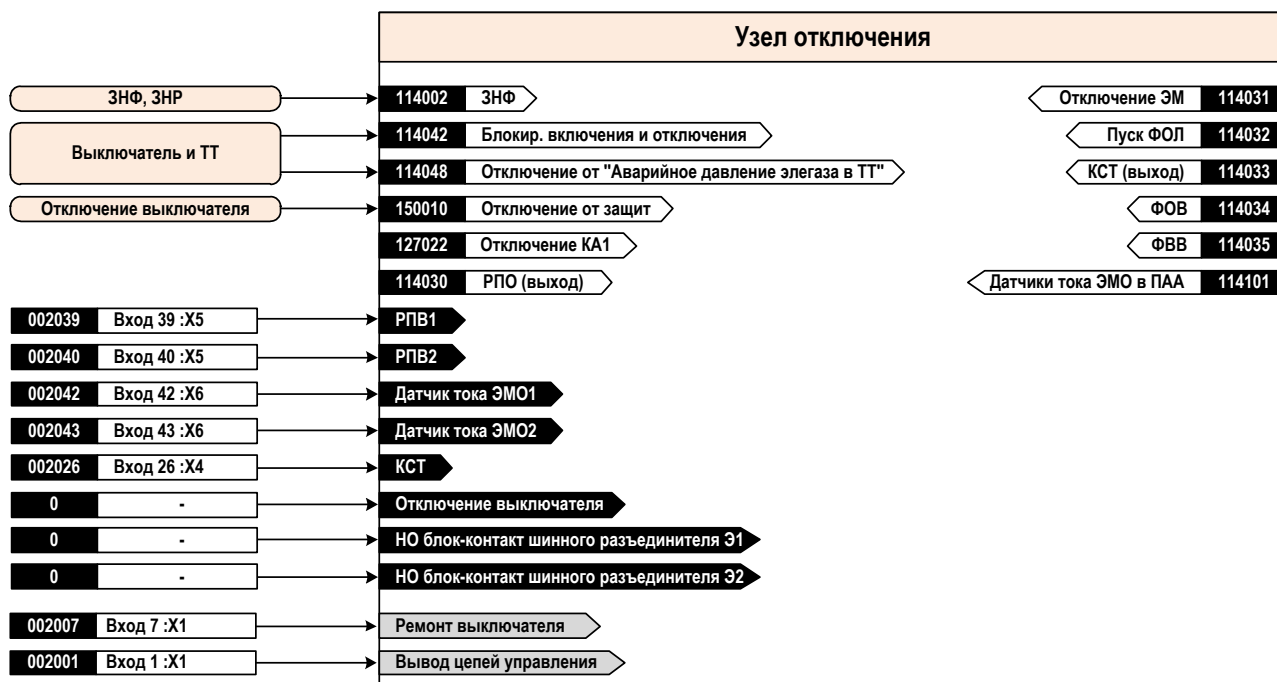 Узел отключения
ЗНФ, ЗНР 114002 ЗНФ Отключение ЭМ 114031
Выключатель и ТТ 114042 Блокир. включения и отключения Пуск ФОЛ 114032
114048 Отключение от "Аварийное давление элегаза в ТТ" КСТ (выход) 114033
Отключение выключателя 150010 Отключение от защит ФОВ 114034
127022 Отключение КА1 ФВВ 114035
114030 РПО (выход) Датчики тока ЭМО в ПАА 114101
002039 Вход 39 :X5 РПВ1
002040 Вход 40 :X5 РПВ2
002042 Вход 42 :X6 Датчик тока ЭМО1
002043 Вход 43 :X6 Датчик тока ЭМО2
002026 Вход 26 :X4 КСТ
0 - Отключение выключателя
0 - НО блок-контакт шинного разъединителя Э1
0 - НО блок-контакт шинного разъединителя Э2
002007 Вход 7 :X1 Ремонт выключателя
002001 Вход 1 :X1 Вывод цепей управления